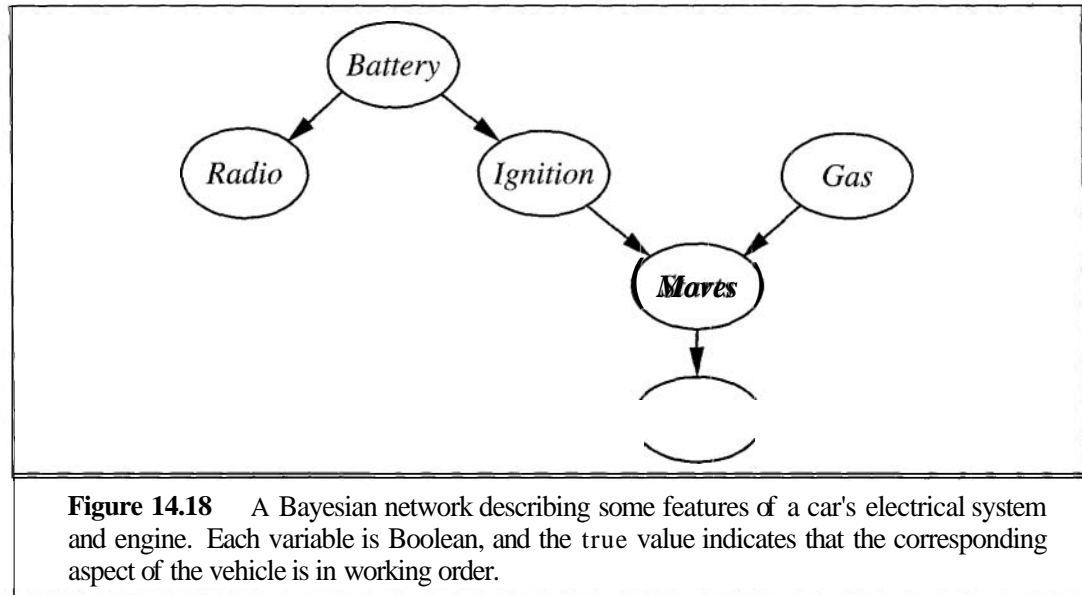 Battery
Radio
Ignition
Gas
Moves
Figure 14.18 A Bayesian network describing some features of a car's electrical system
and engine. Each variable is Boolean, and the true value indicates that the corresponding
aspect of the vehicle is in working order.